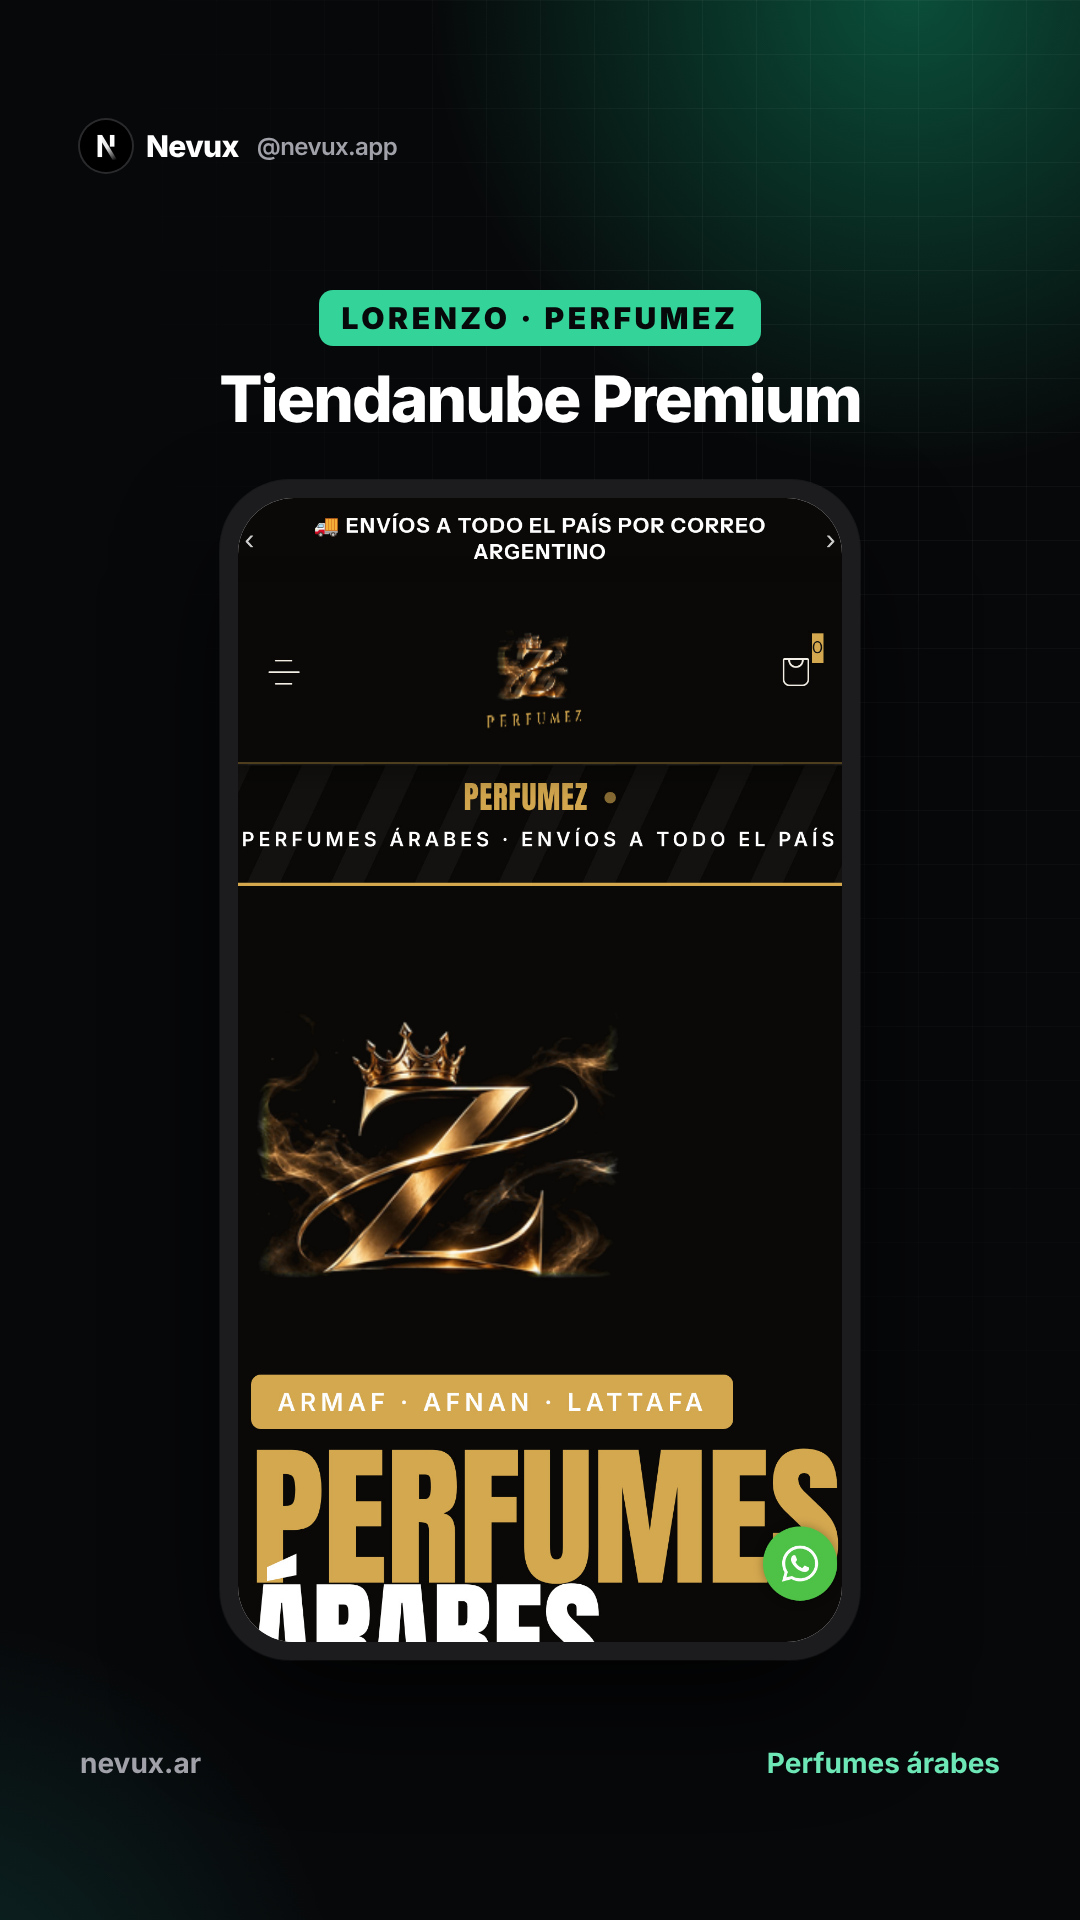 N Nevux @nevux.app
LORENZO · PERFUMEZ
Tiendanube Premium
‹ 🚚 ENVÍOS A TODO EL PAÍS POR CORREO ›
ARGENTINO
0
Z
PERFUMEZ
PERFUMEZ •
PERFUMES ÁRABES · ENVÍOS A TODO EL PAÍS
Z
ARMAF · AFNAN · LATTAFA
PERFUMES
ÁRABES
nevux.ar
Perfumes árabes